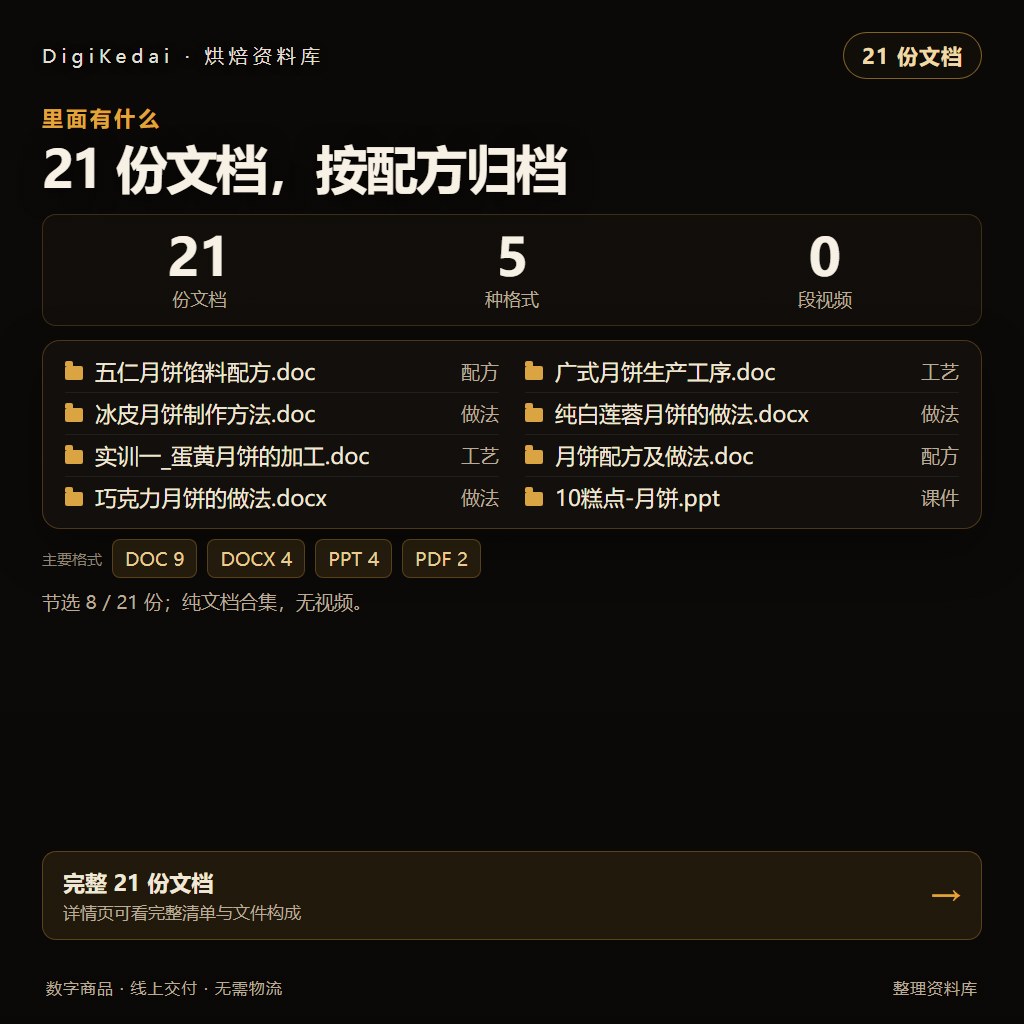 DigiKedai · 烘焙资料库
21 份文档
里面有什么
21 份文档，按配方归档
21
份文档
5
种格式
0
段视频
五仁月饼馅料配方.doc 配方
广式月饼生产工序.doc 工艺
冰皮月饼制作方法.doc 做法
纯白莲蓉月饼的做法.docx 做法
实训一_蛋黄月饼的加工.doc 工艺
月饼配方及做法.doc 配方
巧克力月饼的做法.docx 做法
10糕点-月饼.ppt 课件
主要格式 DOC 9 DOCX 4 PPT 4 PDF 2
节选 8 / 21 份；纯文档合集，无视频。
完整 21 份文档
详情页可看完整清单与文件构成
→
数字商品 · 线上交付 · 无需物流
整理资料库